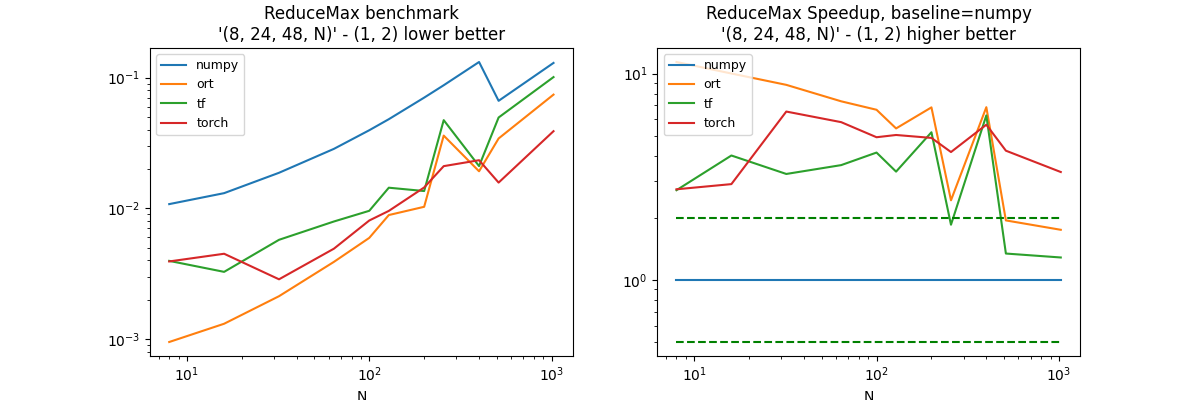 ReduceMax benchmark
'(8, 24, 48, N)' - (1, 2) lower better
numpy
ort
tf
torch
10⁻¹
10⁻²
10⁻³
10¹
10²
10³
N
ReduceMax Speedup, baseline=numpy
'(8, 24, 48, N)' - (1, 2) higher better
numpy
ort
tf
torch
10¹
10⁰
10¹
10²
10³
N